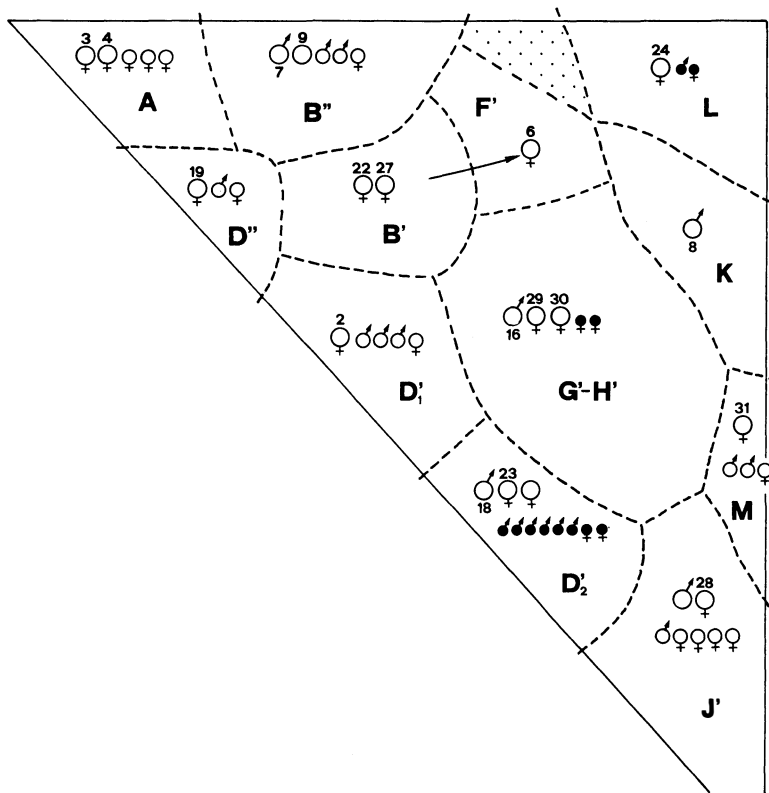 3 4 ♀♀♀♀♀
A
9
♂♀♂♂♀
7
B"
F'
24
♀♂♀
L
6
♀
22 27
♀♀
B'
19
♀♂♀
D"
♂
8
K
2
♀♂♂♂♀
D'₁
29 30
♂♀♀♀♀
16
G'-H'
31
♀
♂♂♀
M
23
♂♀♀
18
♂♂♂♂♂♂♀♀
D'₂
28
♂♀
♂♀♀♀♀
J'